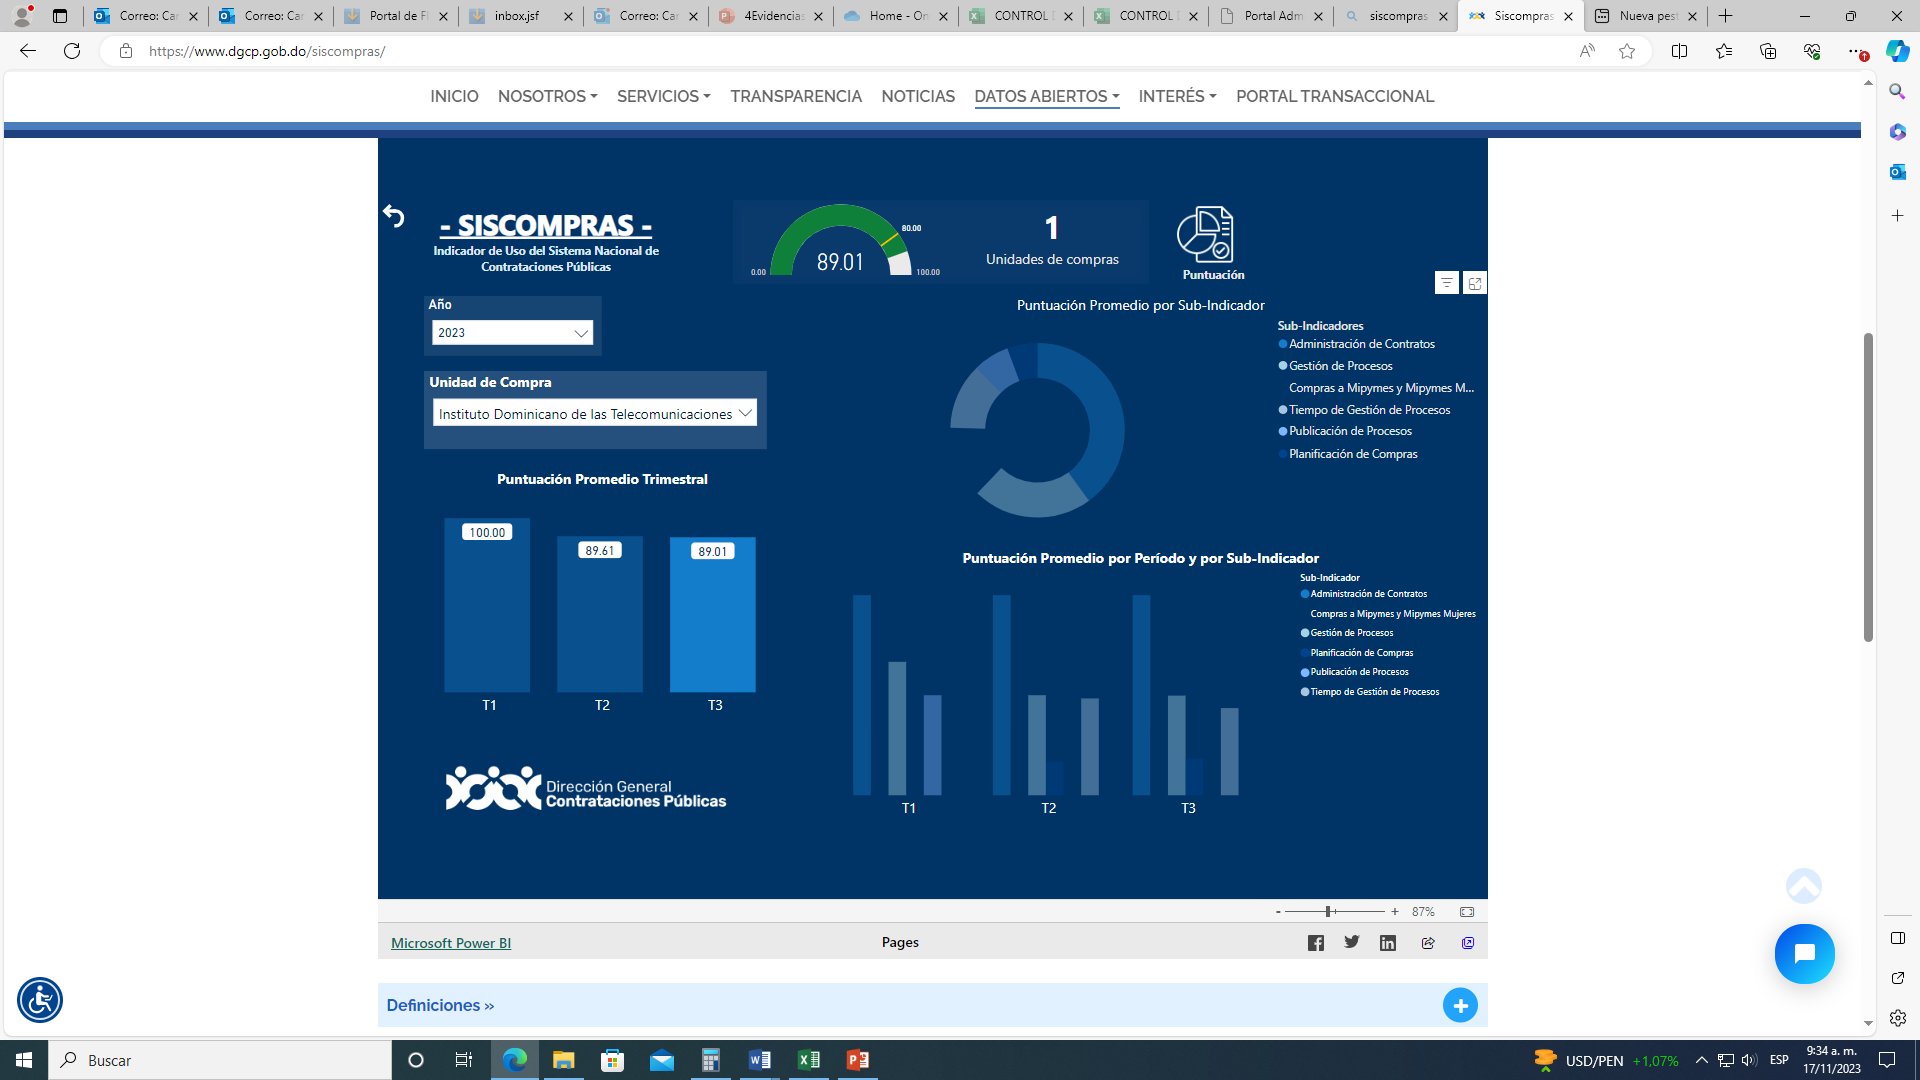 Correo: Car
Correo: Car
Portal de Fl
inbox.jsf
Correo: Car
4Evidencias
Home - On
CONTROL D
CONTROL D
Portal Adm
siscompras
Siscompras
Nueva pest
https://www.dgcp.gob.do/siscompras/
INICIO NOSOTROS SERVICIOS TRANSPARENCIA NOTICIAS DATOS ABIERTOS INTERÉS PORTAL TRANSACCIONAL
- SISCOMPRAS -
Indicador de Uso del Sistema Nacional de
Contrataciones Públicas
80.00
89.01
0.00
100.00
1
Unidades de compras
Puntuación
Año
2023
Unidad de Compra
Instituto Dominicano de las Telecomunicaciones
Puntuación Promedio por Sub-Indicador
Sub-Indicadores
Administración de Contratos
Gestión de Procesos
Compras a Mipymes y Mipymes M...
Tiempo de Gestión de Procesos
Publicación de Procesos
Planificación de Compras
Puntuación Promedio Trimestral
100.00
89.61
89.01
T1
T2
T3
Puntuación Promedio por Período y por Sub-Indicador
Sub-Indicador
Administración de Contratos
Compras a Mipymes y Mipymes Mujeres
Gestión de Procesos
Planificación de Compras
Publicación de Procesos
Tiempo de Gestión de Procesos
T1
T2
T3
Dirección General
Contrataciones Públicas
- + 87%
Microsoft Power BI
Pages
Definiciones »
Buscar
USD/PEN +1,07%
ESP
9:34 a. m.
17/11/2023